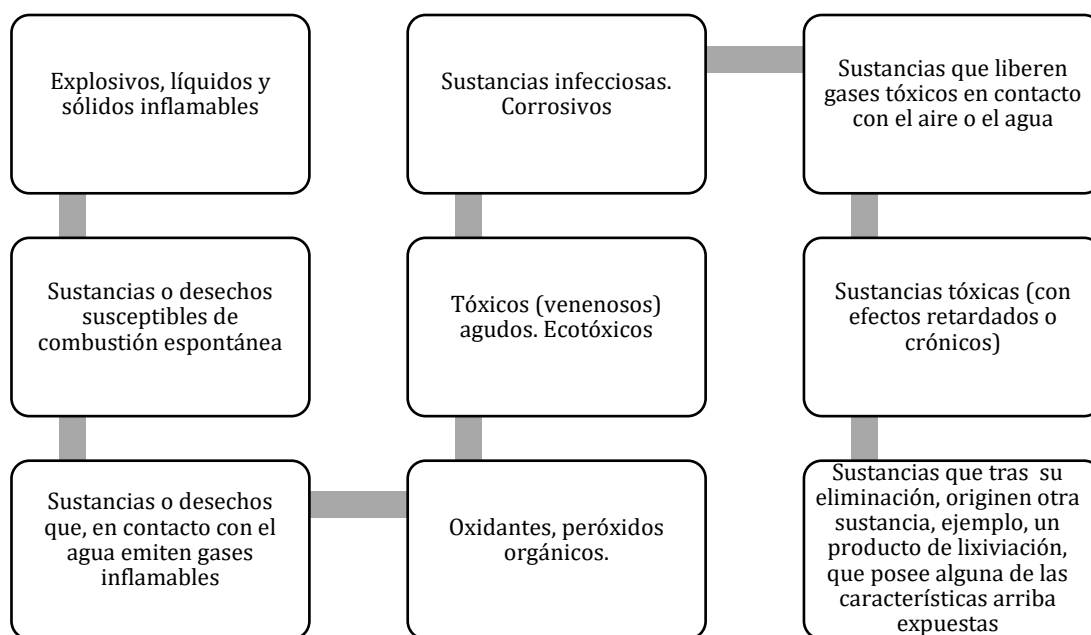 Explosivos, líquidos y
sólidos inflamables
Sustancias o desechos
susceptibles de
combustión espontánea
Sustancias o desechos
que, en contacto con el
agua emiten gases
inflamables
Oxidantes, peróxidos
orgánicos.
Tóxicos (venenosos)
agudos. Ecotóxicos
Sustancias infecciosas.
Corrosivos
Sustancias que liberen
gases tóxicos en contacto
con el aire o el agua
Sustancias tóxicas (con
efectos retardados o
crónicos)
Sustancias que tras su
eliminación, originen otra
sustancia, ejemplo, un
producto de lixiviación,
que posee alguna de las
características arriba
expuestas